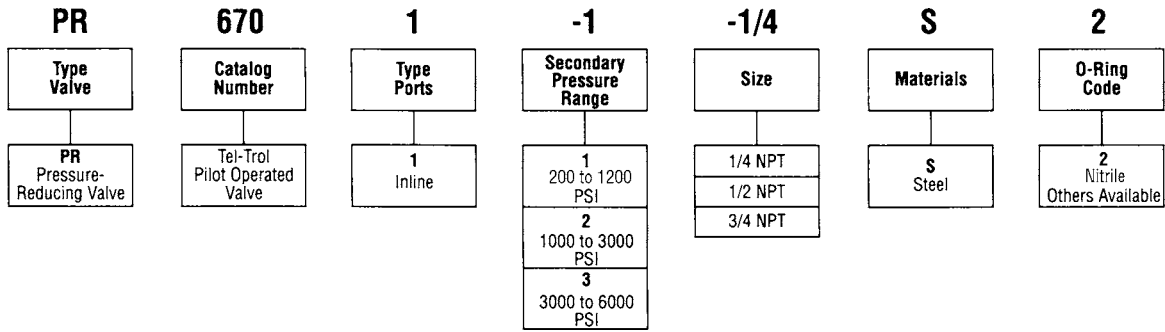 PR 670 1 -1 -1/4 S 2
Type
Valve
Catalog
Number
Type
Ports
Secondary
Pressure
Range
Size
Materials
O-Ring
Code
PR
Pressure-
Reducing Valve
Tel-Trol
Pilot Operated
Valve
1
Inline
1
200 to 1200
PSI
2
1000 to 3000
PSI
3
3000 to 6000
PSI
1/4 NPT
1/2 NPT
3/4 NPT
S
Steel
2
Nitrile
Others Available